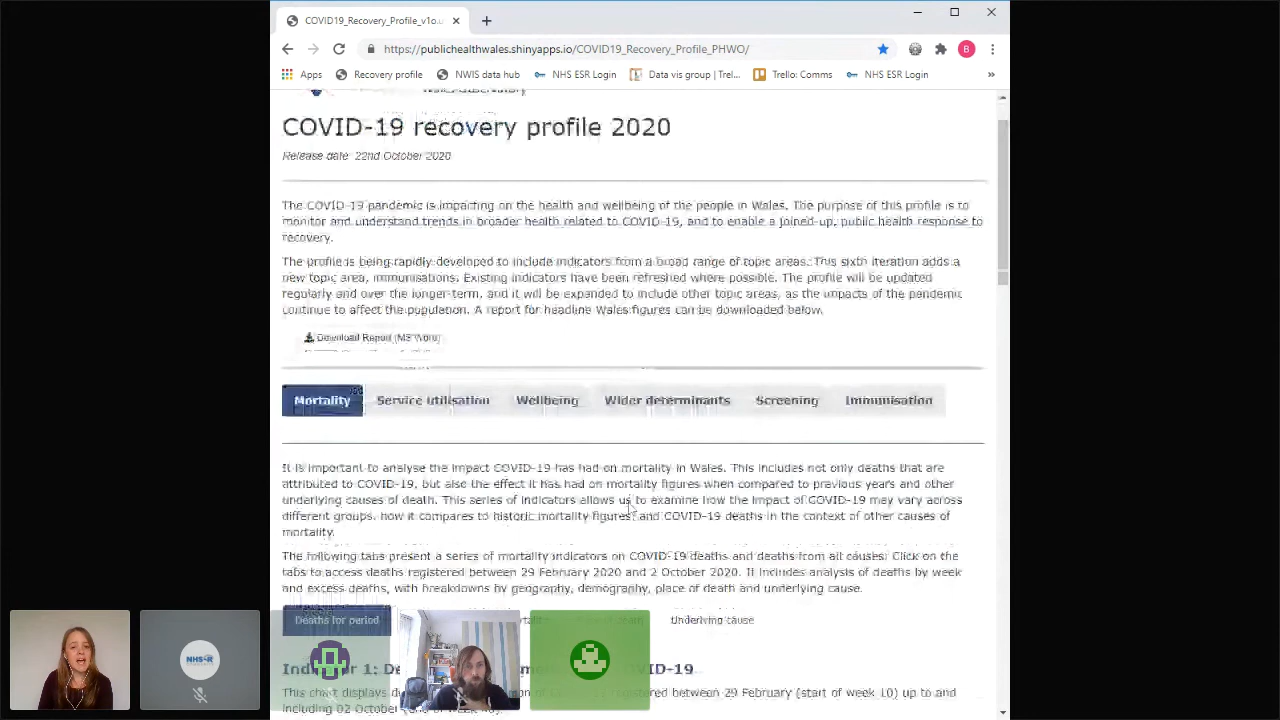 COVID19_Recovery_Profile_v1o.u
https://publichealthwales.shinyapps.io/COVID19_Recovery_Profile_PHWO/
B
Apps Recovery profile NWIS data hub NHS ESR Login Data vis group | Trel... Trello: Comms NHS ESR Login »
COVID-19 recovery profile 2020
Release date 22nd October 2020
The COVID-19 pandemic is impacting on the health and wellbeing of the people in Wales. The purpose of this profile is to
monitor and understand trends in broader health related to COVID-19, and to enable a joined-up, public health response to
recovery.
The profile is being rapidly developed to include indicators from a broad range of topic areas. This sixth iteration adds a
new topic area, immunisations. Existing indicators have been refreshed where possible. The profile will be updated
regularly and over the longer-term, and it will be expanded to include other topic areas, as the impacts of the pandemic
continue to affect the population. A report for headline Wales figures can be downloaded below.
Download Report (MS Word)
Mortality Service utilisation Wellbeing Wider determinants Screening Immunisation
It is important to analyse the impact COVID-19 has had on mortality in Wales. This includes not only deaths that are
attributed to COVID-19, but also the effect it has had on mortality figures when compared to previous years and other
underlying causes of death. This series of indicators allows us to examine how the impact of COVID-19 may vary across
different groups, how it compares to historic mortality figures and COVID-19 deaths in the context of other causes of
mortality.
The following tabs present a series of mortality indicators on COVID-19 deaths and deaths from all causes. Click on the
tabs to access deaths registered between 29 February 2020 and 2 October 2020. It includes analysis of deaths by week
and excess deaths, with breakdowns by geography, demography, place of death and underlying cause.
Deaths for period Underlying cause
Indicator 1: VID-19
This chart displays registered between 29 February (start of week 10) up to and
including 02 October
NHS-R